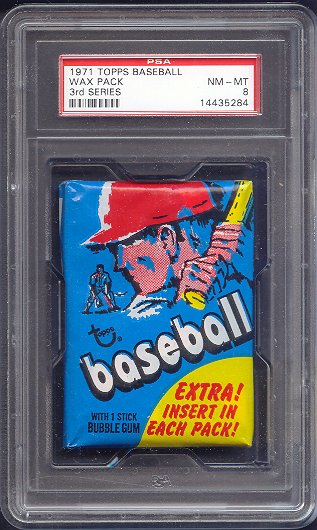 PSA
1971 TOPPS BASEBALL
WAX PACK NM - MT
3rd SERIES 8
14435284
Topps
baseball
EXTRA!
INSERT IN
EACH PACK!
WITH 1 STICK
BUBBLE GUM